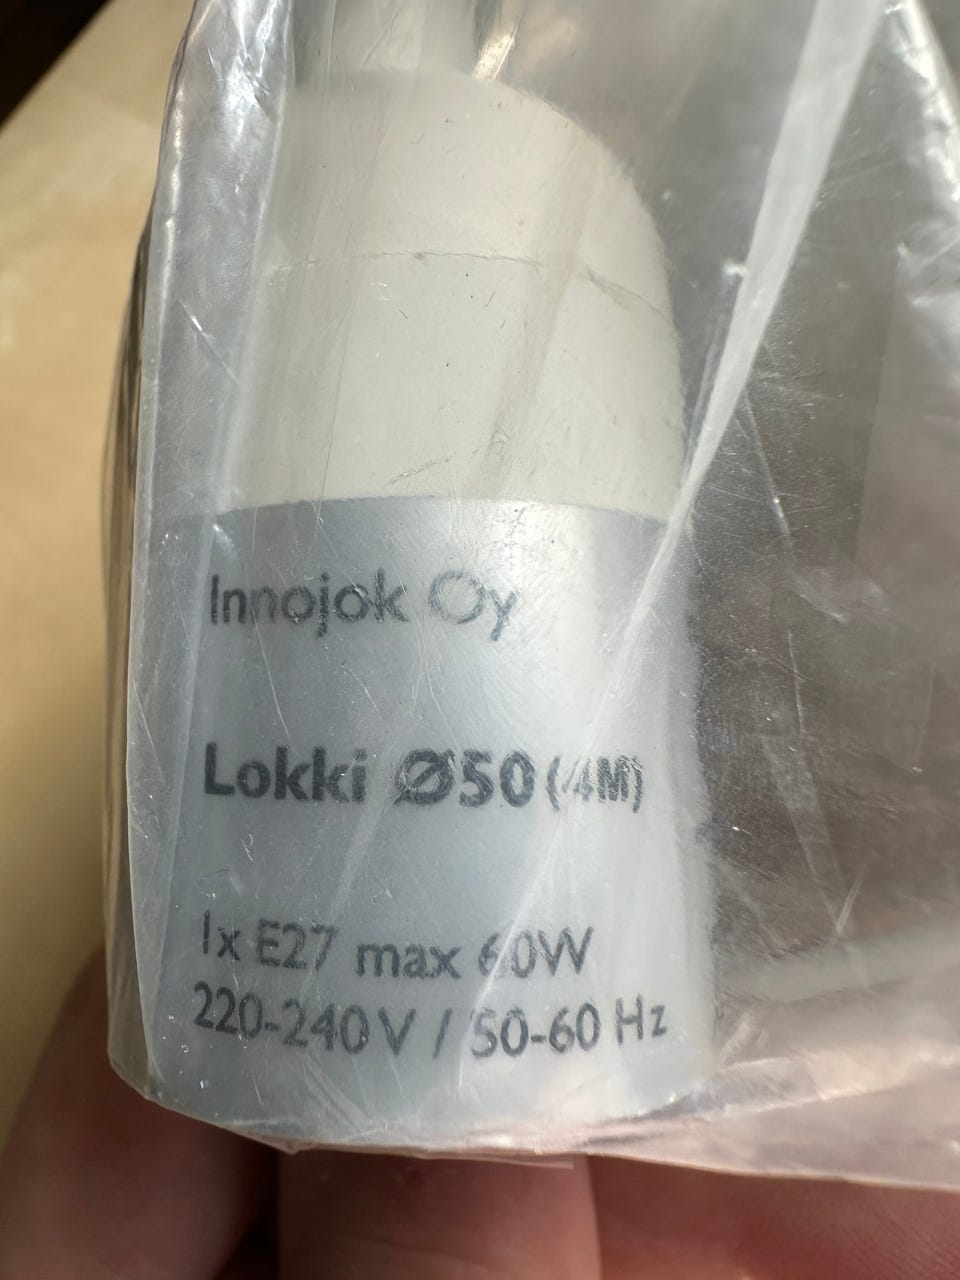 Innojok Oy
Lokki Ø50 (4M)
1x E27 max 60W
220-240V / 50-60 Hz